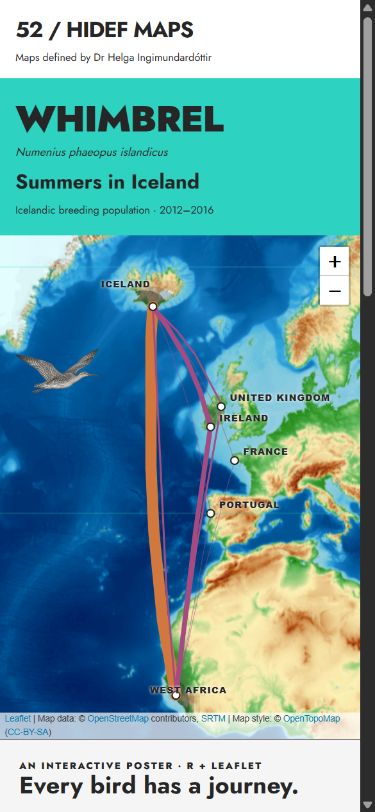 52 / HIDEF MAPS
Maps defined by Dr Helga Ingimundardóttir
WHIMBREL
Numenius phaeopus islandicus
Summers in Iceland
Icelandic breeding population · 2012–2016
+
−
ICELAND
UNITED KINGDOM
IRELAND
FRANCE
PORTUGAL
WEST AFRICA
Leaflet | Map data: © OpenStreetMap contributors, SRTM | Map style: © OpenTopoMap
(CC-BY-SA)
AN INTERACTIVE POSTER · R + LEAFLET
Every bird has a journey.